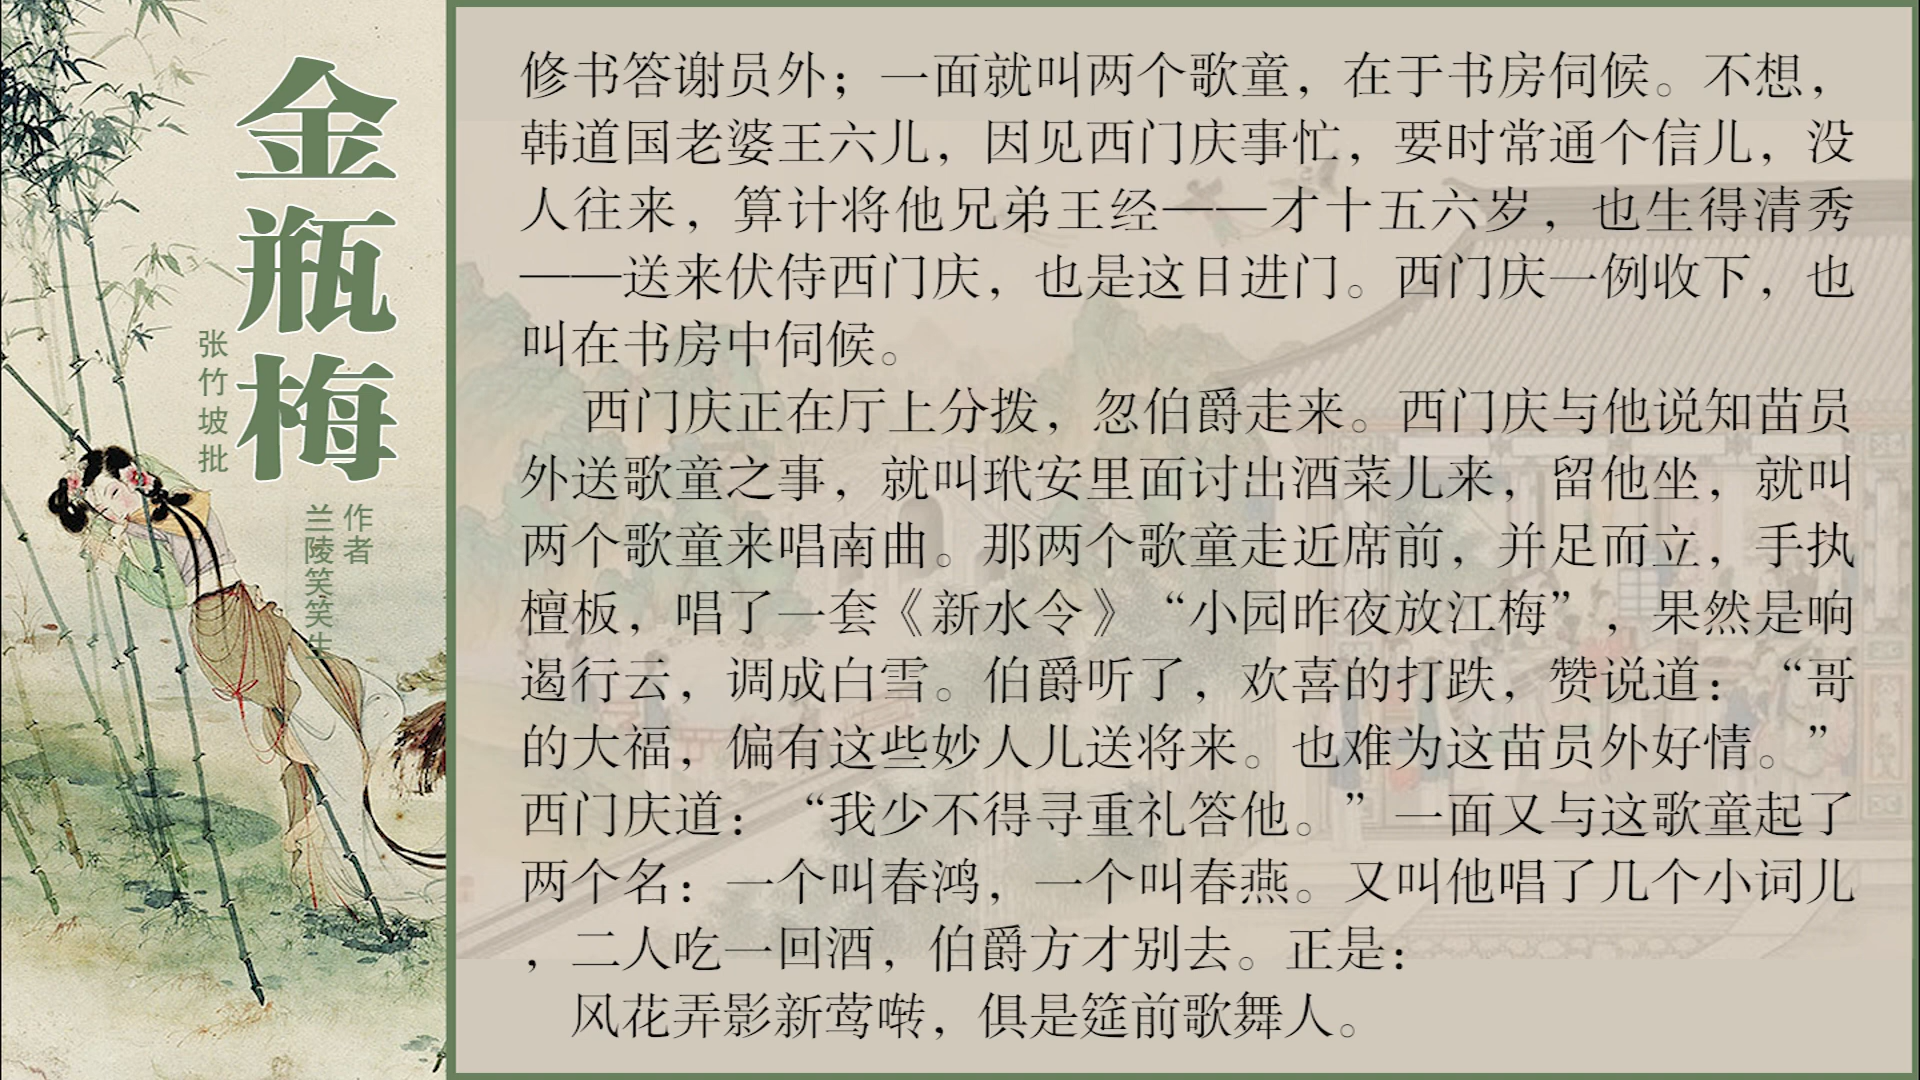 金瓶梅
张竹坡批
作者
兰陵笑笑生
修书答谢员外；一面就叫两个歌童，在于书房伺候。不想，
韩道国老婆王六儿，因见西门庆事忙，要时常通个信儿，没
人往来，算计将他兄弟王经——才十五六岁，也生得清秀
——送来伏侍西门庆，也是这日进门。西门庆一例收下，也
叫在书房中伺候。
西门庆正在厅上分拨，忽伯爵走来。西门庆与他说知苗员
外送歌童之事，就叫玳安里面讨出酒菜儿来，留他坐，就叫
两个歌童来唱南曲。那两个歌童走近席前，并足而立，手执
檀板，唱了一套《新水令》“小园昨夜放江梅”，果然是响
遏行云，调成白雪。伯爵听了，欢喜的打跌，赞说道：“哥
的大福，偏有这些妙人儿送将来。也难为这苗员外好情。”
西门庆道：“我少不得寻重礼答他。”一面又与这歌童起了
两个名：一个叫春鸿，一个叫春燕。又叫他唱了几个小词儿
，二人吃一回酒，伯爵方才别去。正是：
风花弄影新莺啭，俱是筵前歌舞人。